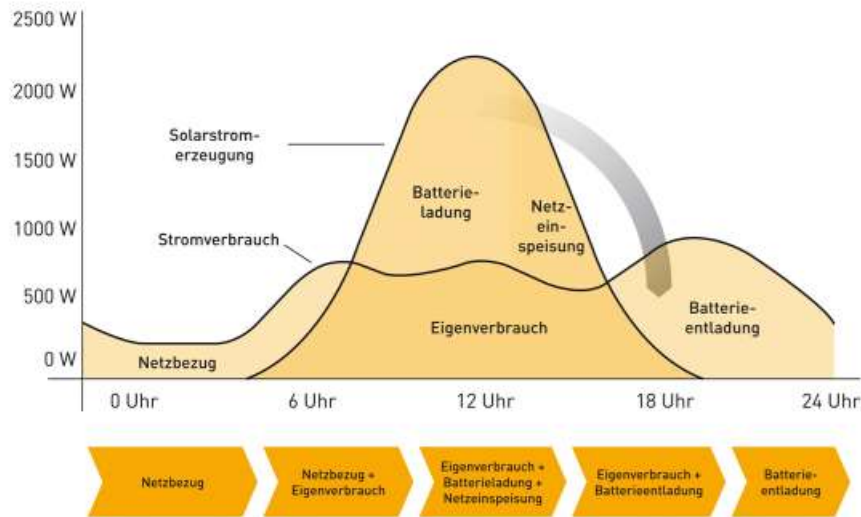 2500 W
2000 W
1500 W
1000 W
500 W
0 W
Solarstrom-
erzeugung
Stromverbrauch
Batterie-
ladung
Netz-
ein-
speisung
Eigenverbrauch
Batterie-
entladung
Netzbezug
0 Uhr
6 Uhr
12 Uhr
18 Uhr
24 Uhr
Netzbezug
Netzbezug +
Eigenverbrauch
Eigenverbrauch +
Batterieladung +
Netzeinspeisung
Eigenverbrauch +
Batterieentladung
Batterie-
entladung